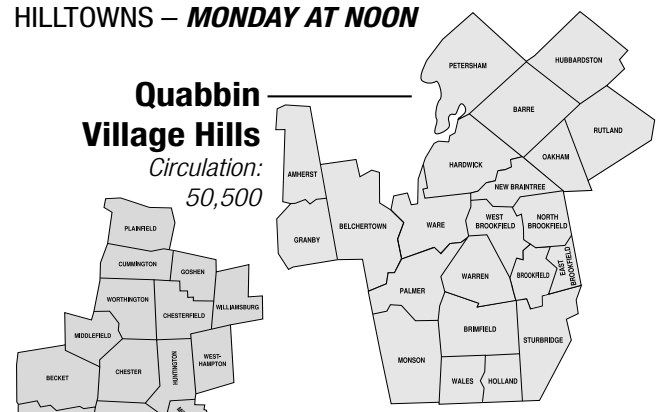 HILLTOWNS – MONDAY AT NOON
Quabbin
Village Hills
Circulation:
50,500
PETERSHAM
HUBBARDSTON
BARRE
RUTLAND
HARDWICK
OAKHAM
NEW BRAINTREE
AMHERST
GRANBY
BELCHERTOWN
WARE
WEST
BROOKFIELD
NORTH
BROOKFIELD
EAST
BROOKFIELD
BROOKFIELD
WARREN
PALMER
BRIMFIELD
STURBRIDGE
MONSON
WALES
HOLLAND
PLAINFIELD
CUMMINGTON
GOSHEN
WORTHINGTON
CHESTERFIELD
WILLIAMSBURG
MIDDLEFIELD
WEST-
HAMPTON
HUNTINGTON
CHESTER
BECKET